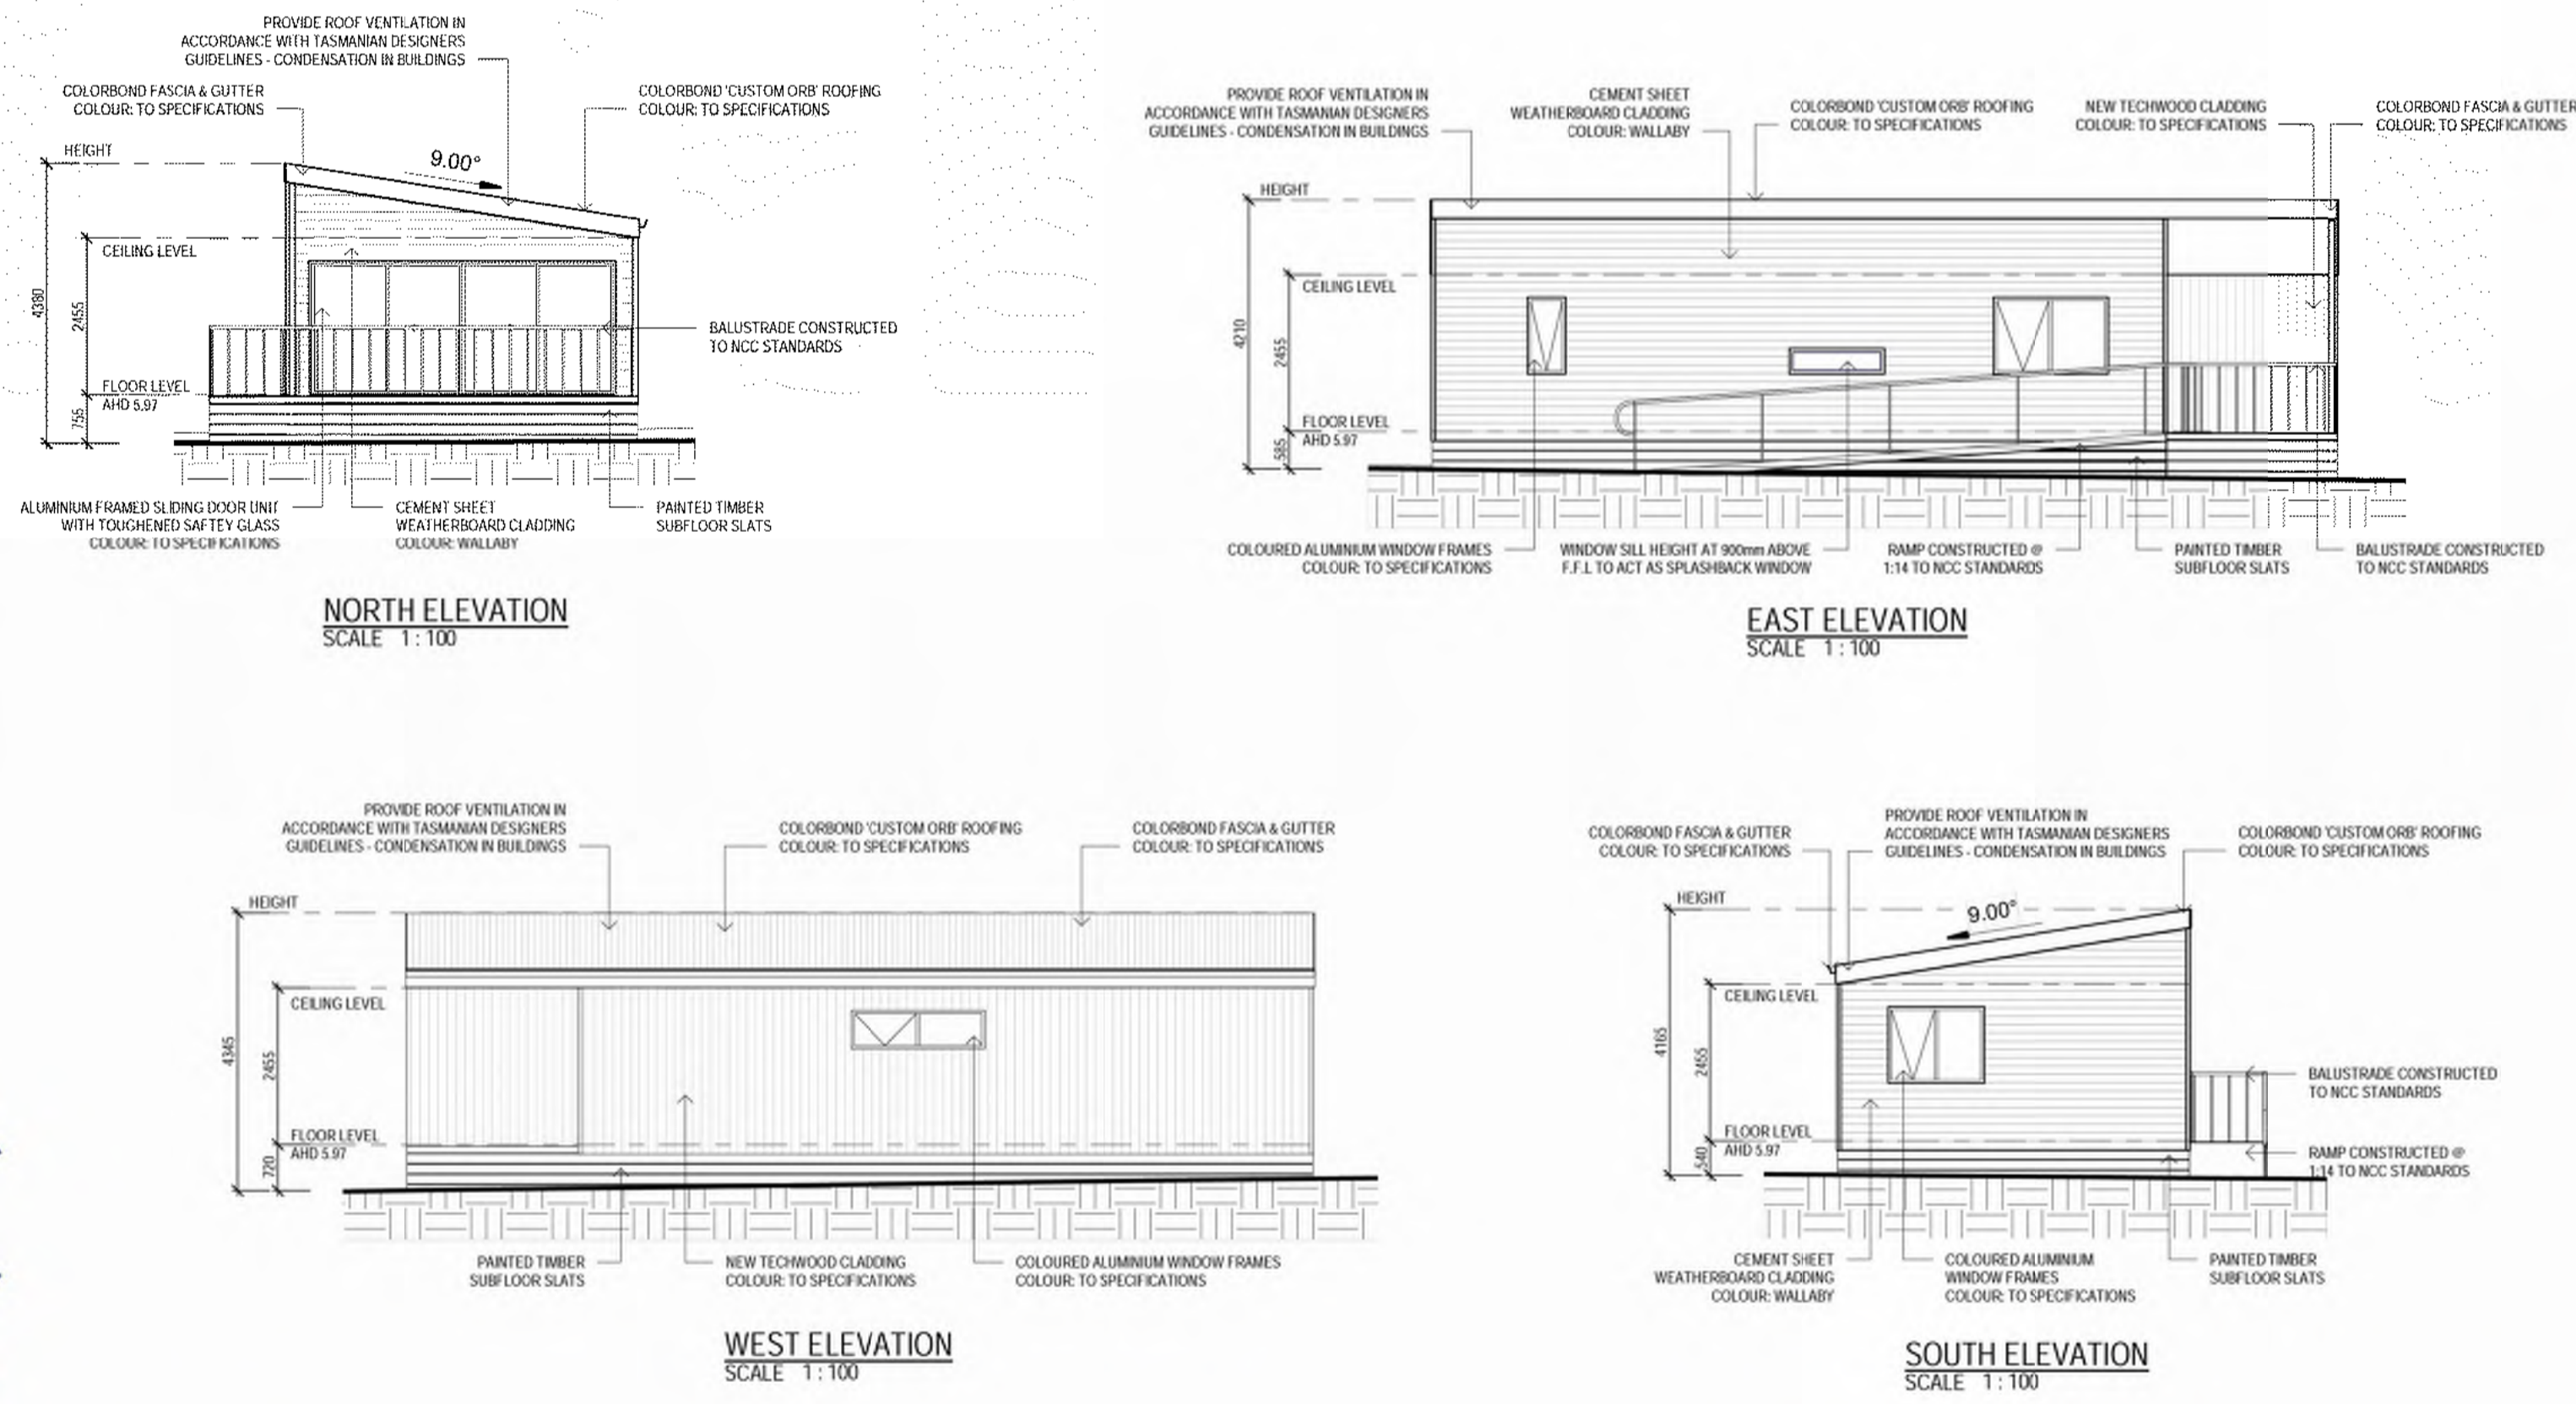 PROVIDE ROOF VENTILATION IN
ACCORDANCE WITH TASMANIAN DESIGNERS
GUIDELINES - CONDENSATION IN BUILDINGS
COLORBOND FASCIA & GUTTER
COLOUR: TO SPECIFICATIONS
COLORBOND 'CUSTOM ORB' ROOFING
COLOUR: TO SPECIFICATIONS
HEIGHT
9.00°
CEILING LEVEL
4380
2455
BALUSTRADE CONSTRUCTED
TO NCC STANDARDS
FLOOR LEVEL
AHD 5.97
755
ALUMINIUM FRAMED SLIDING DOOR UNIT
WITH TOUGHENED SAFTEY GLASS
COLOUR: TO SPECIFICATIONS
CEMENT SHEET
WEATHERBOARD CLADDING
COLOUR: WALLABY
PAINTED TIMBER
SUBFLOOR SLATS
NORTH ELEVATION
SCALE 1 : 100
PROVIDE ROOF VENTILATION IN
ACCORDANCE WITH TASMANIAN DESIGNERS
GUIDELINES - CONDENSATION IN BUILDINGS
CEMENT SHEET
WEATHERBOARD CLADDING
COLOUR: WALLABY
COLORBOND 'CUSTOM ORB' ROOFING
COLOUR: TO SPECIFICATIONS
NEW TECHWOOD CLADDING
COLOUR: TO SPECIFICATIONS
COLORBOND FASCIA & GUTTER
COLOUR: TO SPECIFICATIONS
HEIGHT
CEILING LEVEL
4210
2455
FLOOR LEVEL
AHD 5.97
585
COLOURED ALUMINIUM WINDOW FRAMES
COLOUR: TO SPECIFICATIONS
WINDOW SILL HEIGHT AT 900mm ABOVE
F.F.L TO ACT AS SPLASHBACK WINDOW
RAMP CONSTRUCTED @
1:14 TO NCC STANDARDS
PAINTED TIMBER
SUBFLOOR SLATS
BALUSTRADE CONSTRUCTED
TO NCC STANDARDS
EAST ELEVATION
SCALE 1 : 100
PROVIDE ROOF VENTILATION IN
ACCORDANCE WITH TASMANIAN DESIGNERS
GUIDELINES - CONDENSATION IN BUILDINGS
COLORBOND 'CUSTOM ORB' ROOFING
COLOUR: TO SPECIFICATIONS
COLORBOND FASCIA & GUTTER
COLOUR: TO SPECIFICATIONS
HEIGHT
CEILING LEVEL
4345
2455
FLOOR LEVEL
AHD 5.97
720
PAINTED TIMBER
SUBFLOOR SLATS
NEW TECHWOOD CLADDING
COLOUR: TO SPECIFICATIONS
COLOURED ALUMINIUM WINDOW FRAMES
COLOUR: TO SPECIFICATIONS
WEST ELEVATION
SCALE 1 : 100
COLORBOND FASCIA & GUTTER
COLOUR: TO SPECIFICATIONS
PROVIDE ROOF VENTILATION IN
ACCORDANCE WITH TASMANIAN DESIGNERS
GUIDELINES - CONDENSATION IN BUILDINGS
COLORBOND 'CUSTOM ORB' ROOFING
COLOUR: TO SPECIFICATIONS
HEIGHT
9.00°
CEILING LEVEL
4165
2455
BALUSTRADE CONSTRUCTED
TO NCC STANDARDS
FLOOR LEVEL
AHD 5.97
540
RAMP CONSTRUCTED @
1:14 TO NCC STANDARDS
CEMENT SHEET
WEATHERBOARD CLADDING
COLOUR: WALLABY
COLOURED ALUMINIUM
WINDOW FRAMES
COLOUR: TO SPECIFICATIONS
PAINTED TIMBER
SUBFLOOR SLATS
SOUTH ELEVATION
SCALE 1 : 100